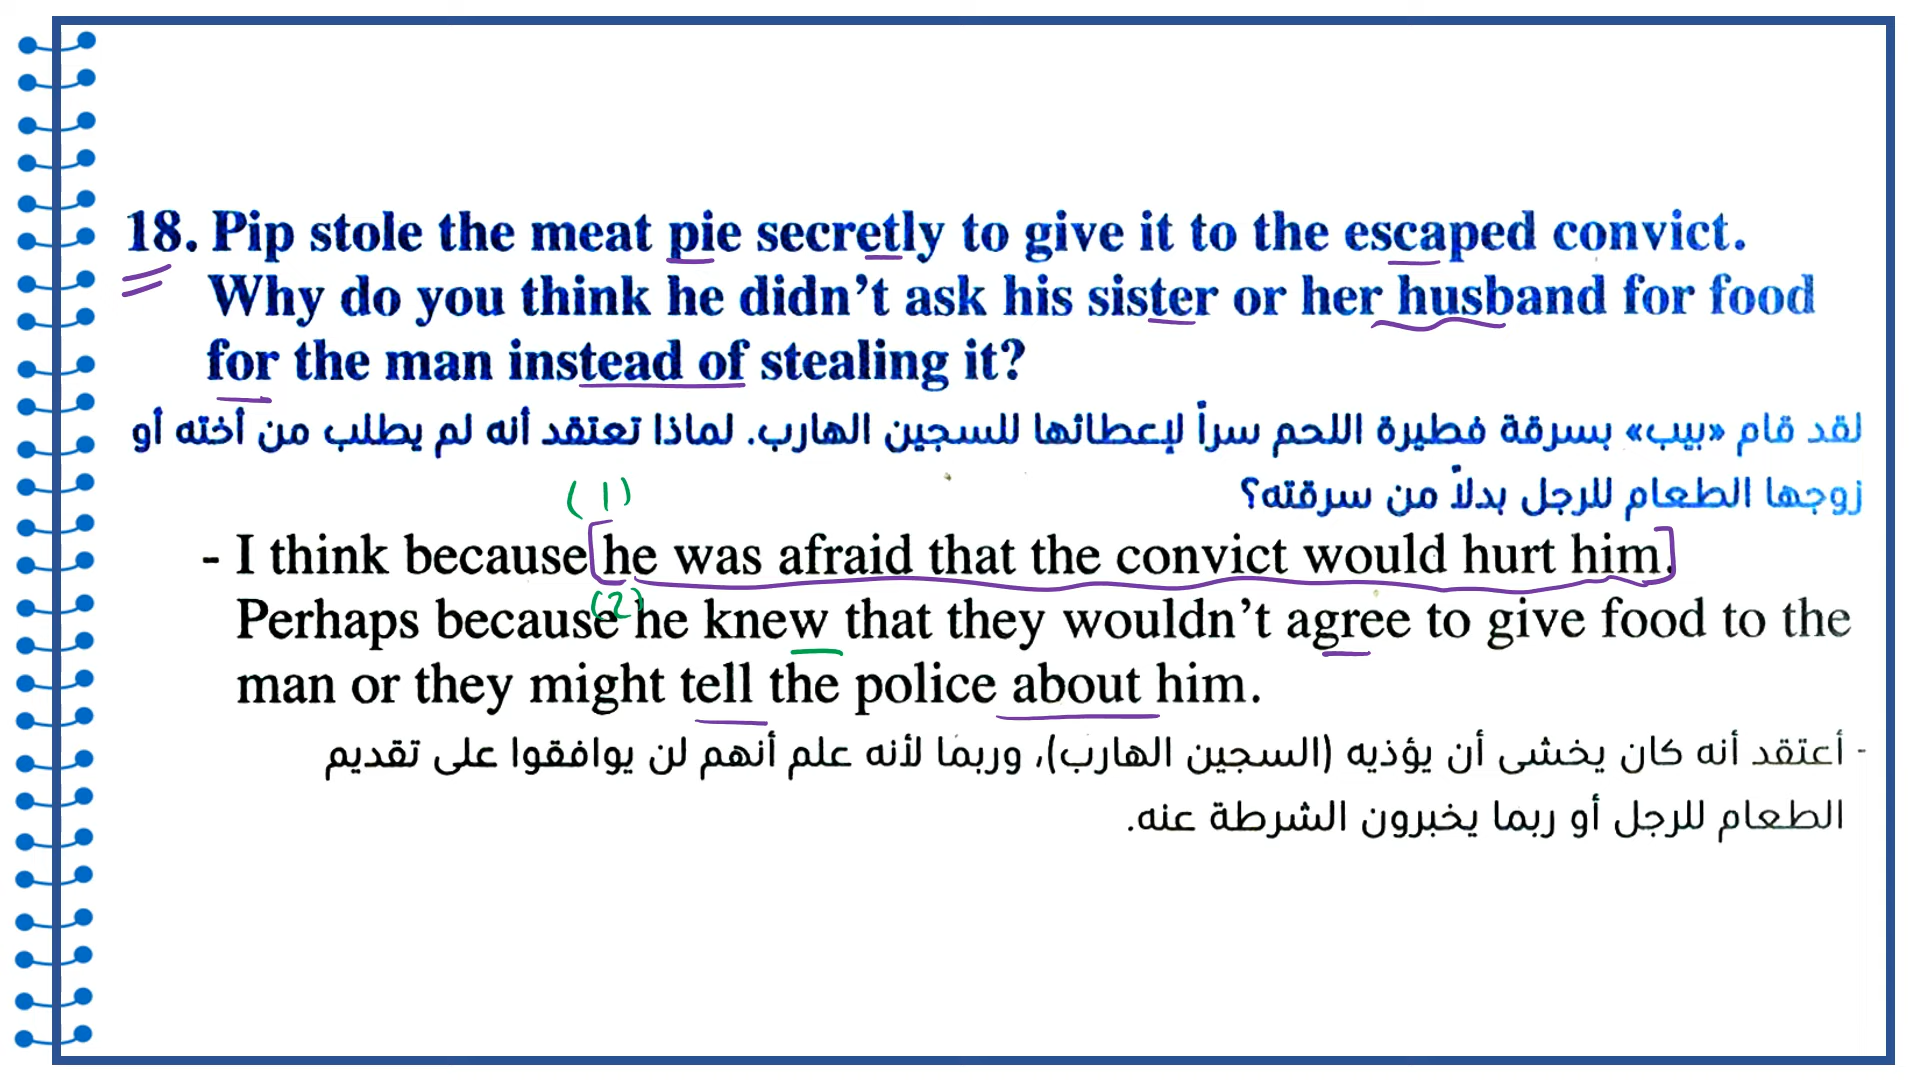 18. Pip stole the meat pie secretly to give it to the escaped convict.
Why do you think he didn't ask his sister or her husband for food
for the man instead of stealing it?
لقد قام «بيب» بسرقة فطيرة اللحم سراً لإعطائها للسجين الهارب. لماذا تعتقد أنه لم يطلب من أخته أو
زوجها الطعام للرجل بدلاً من سرقته؟
(1)
- I think because [he was afraid that the convict would hurt him.]
(2)
Perhaps because he knew that they wouldn't agree to give food to the
man or they might tell the police about him.
- أعتقد أنه كان يخشى أن يؤذيه (السجين الهارب)، وربما لأنه علم أنهم لن يوافقوا على تقديم
الطعام للرجل أو ربما يخبرون الشرطة عنه.